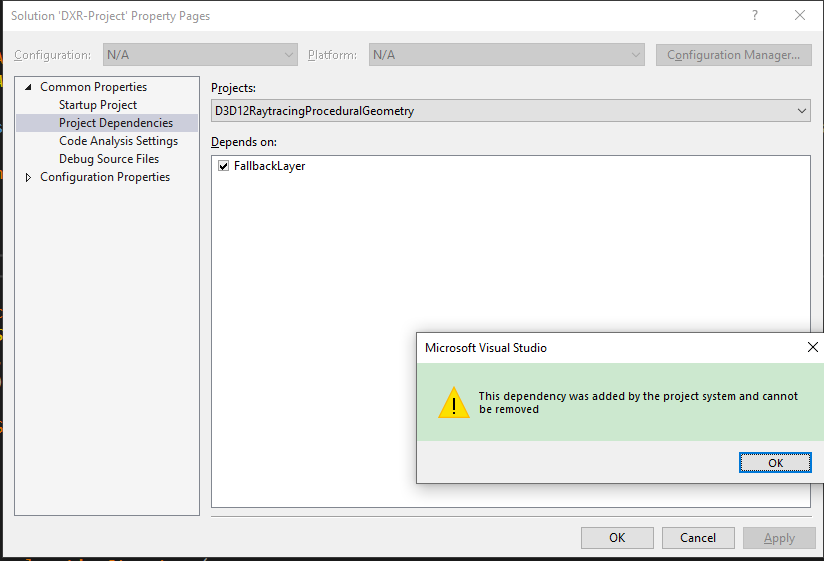 Solution 'DXR-Project' Property Pages
?
Configuration: N/A Platform: N/A Configuration Manager...
Common Properties
Startup Project
Project Dependencies
Code Analysis Settings
Debug Source Files
Configuration Properties
Projects:
D3D12RaytracingProceduralGeometry
Depends on:
FallbackLayer
Microsoft Visual Studio
This dependency was added by the project system and cannot
be removed
OK
OK Cancel Apply